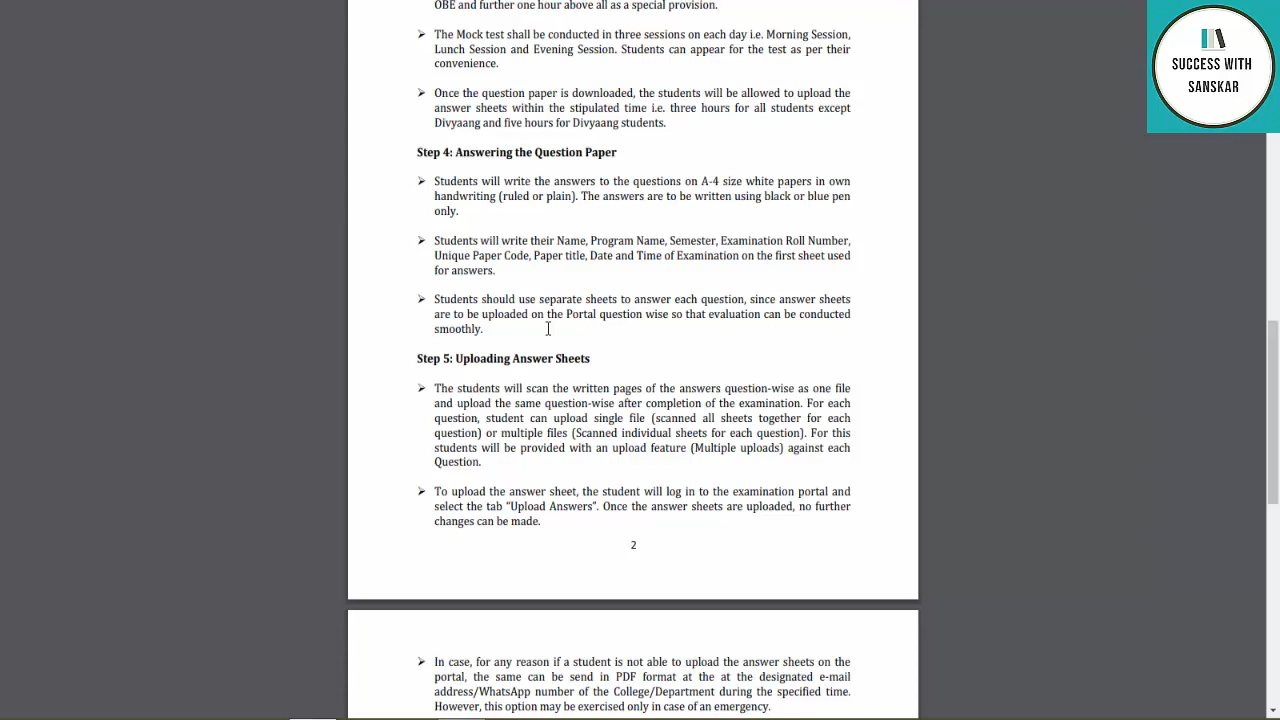 OBE and further one hour above all as a special provision.
➢ The Mock test shall be conducted in three sessions on each day i.e. Morning Session,
Lunch Session and Evening Session. Students can appear for the test as per their
convenience.
➢ Once the question paper is downloaded, the students will be allowed to upload the
answer sheets within the stipulated time i.e. three hours for all students except
Divyaang and five hours for Divyaang students.
Step 4: Answering the Question Paper
➢ Students will write the answers to the questions on A-4 size white papers in own
handwriting (ruled or plain). The answers are to be written using black or blue pen
only.
➢ Students will write their Name, Program Name, Semester, Examination Roll Number,
Unique Paper Code, Paper title, Date and Time of Examination on the first sheet used
for answers.
➢ Students should use separate sheets to answer each question, since answer sheets
are to be uploaded on the Portal question wise so that evaluation can be conducted
smoothly.
Step 5: Uploading Answer Sheets
➢ The students will scan the written pages of the answers question-wise as one file
and upload the same question-wise after completion of the examination. For each
question, student can upload single file (scanned all sheets together for each
question) or multiple files (Scanned individual sheets for each question). For this
students will be provided with an upload feature (Multiple uploads) against each
Question.
➢ To upload the answer sheet, the student will log in to the examination portal and
select the tab “Upload Answers”. Once the answer sheets are uploaded, no further
changes can be made.
2
➢ In case, for any reason if a student is not able to upload the answer sheets on the
portal, the same can be send in PDF format at the at the designated e-mail
address/WhatsApp number of the College/Department during the specified time.
However, this option may be exercised only in case of an emergency.
SUCCESS WITH
SANSKAR